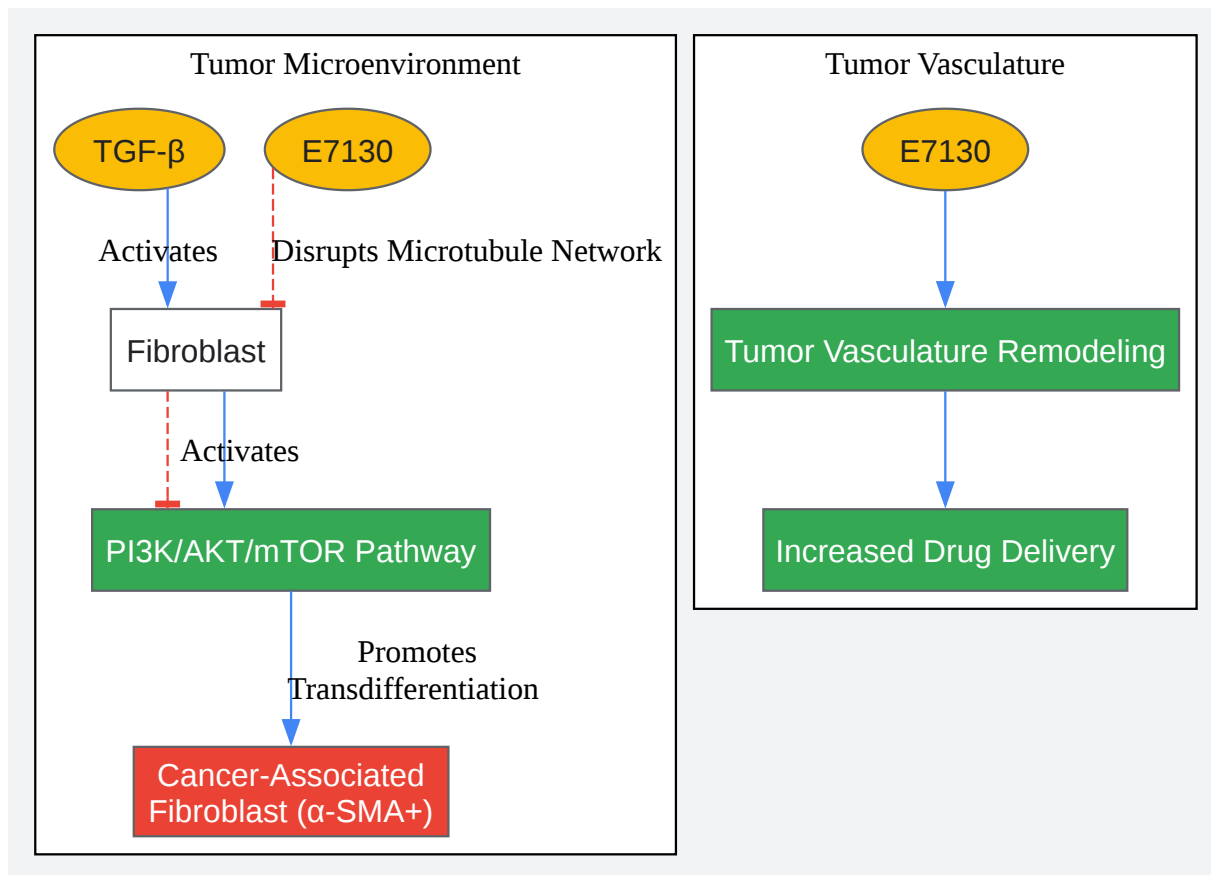 Tumor Microenvironment
TGF-β
E7130
Activates
Disrupts Microtubule Network
Fibroblast
Activates
PI3K/AKT/mTOR Pathway
Promotes
Transdifferentiation
Cancer-Associated
Fibroblast (α-SMA+)
Tumor Vasculature
E7130
Tumor Vasculature Remodeling
Increased Drug Delivery